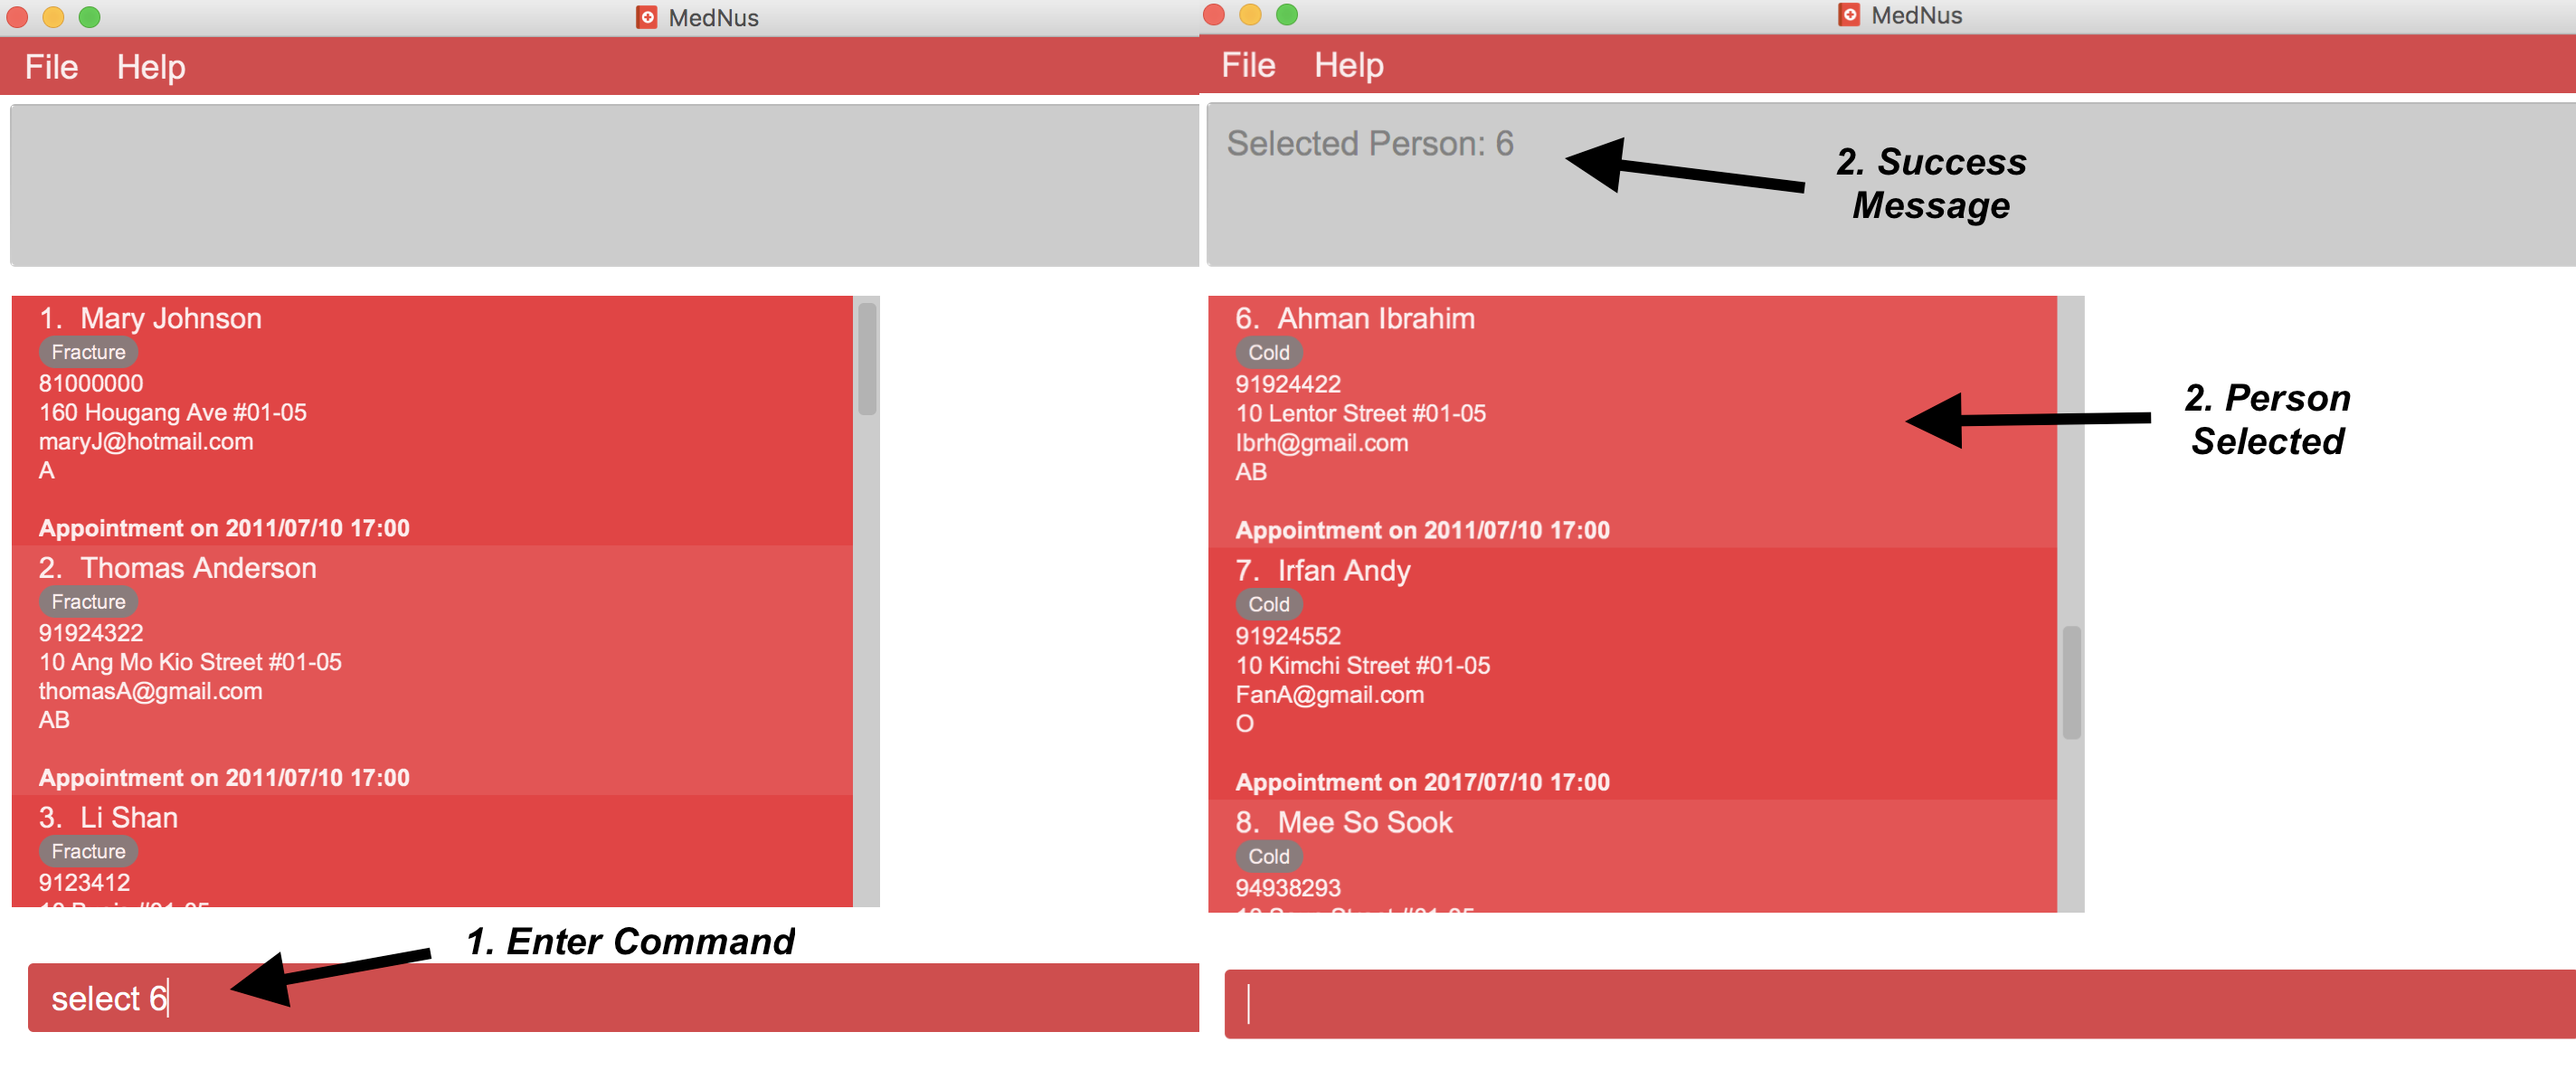 MedNus
File Help
1. Mary Johnson
Fracture
81000000
160 Hougang Ave #01-05
maryJ@hotmail.com
A
Appointment on 2011/07/10 17:00
2. Thomas Anderson
Fracture
91924322
10 Ang Mo Kio Street #01-05
thomasA@gmail.com
AB
Appointment on 2011/07/10 17:00
3. Li Shan
Fracture
9123412
1. Enter Command
select 6
MedNus
File Help
Selected Person: 6
2. Success
Message
6. Ahman Ibrahim
Cold
91924422
10 Lentor Street #01-05
Ibrh@gmail.com
AB
Appointment on 2011/07/10 17:00
2. Person
Selected
7. Irfan Andy
Cold
91924552
10 Kimchi Street #01-05
FanA@gmail.com
O
Appointment on 2017/07/10 17:00
8. Mee So Sook
Cold
94938293